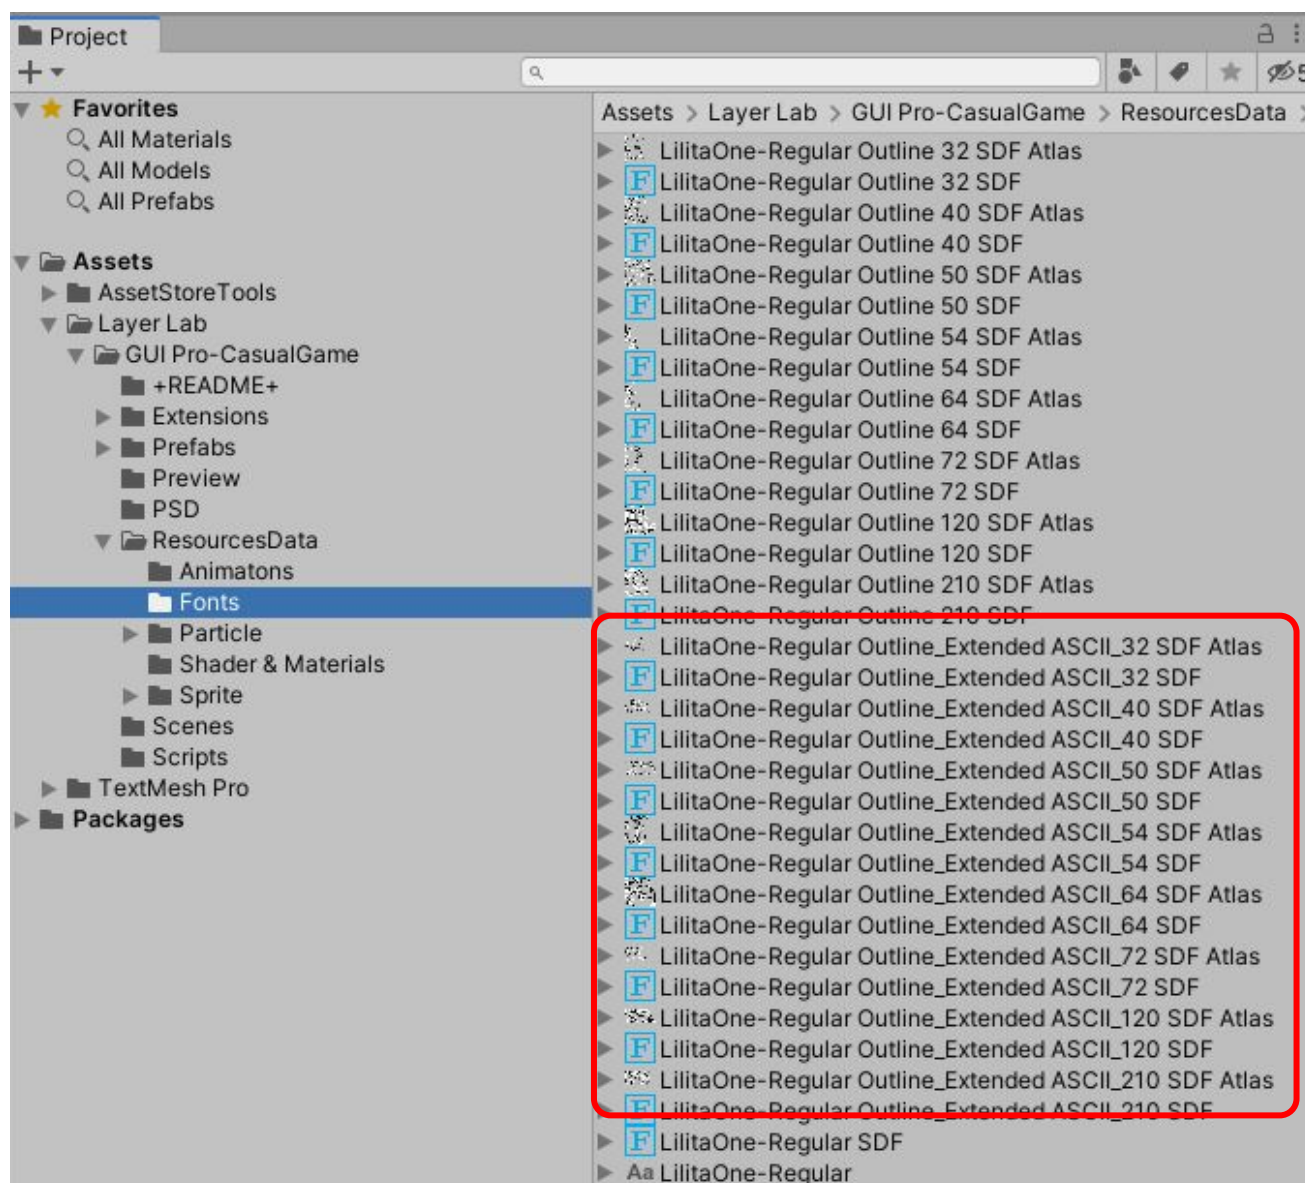 Project
5
Favorites
All Materials
All Models
All Prefabs
Assets
AssetStoreTools
Layer Lab
GUI Pro-CasualGame
+README+
Extensions
Prefabs
Preview
PSD
ResourcesData
Animatons
Fonts
Particle
Shader & Materials
Sprite
Scenes
Scripts
TextMesh Pro
Packages
Assets > Layer Lab > GUI Pro-CasualGame > ResourcesData >
LilitaOne-Regular Outline 32 SDF Atlas
F LilitaOne-Regular Outline 32 SDF
LilitaOne-Regular Outline 40 SDF Atlas
F LilitaOne-Regular Outline 40 SDF
LilitaOne-Regular Outline 50 SDF Atlas
F LilitaOne-Regular Outline 50 SDF
LilitaOne-Regular Outline 54 SDF Atlas
F LilitaOne-Regular Outline 54 SDF
LilitaOne-Regular Outline 64 SDF Atlas
F LilitaOne-Regular Outline 64 SDF
LilitaOne-Regular Outline 72 SDF Atlas
F LilitaOne-Regular Outline 72 SDF
LilitaOne-Regular Outline 120 SDF Atlas
F LilitaOne-Regular Outline 120 SDF
LilitaOne-Regular Outline 210 SDF Atlas
F LilitaOne-Regular Outline 210 SDF
LilitaOne-Regular Outline_Extended ASCII_32 SDF Atlas
F LilitaOne-Regular Outline_Extended ASCII_32 SDF
LilitaOne-Regular Outline_Extended ASCII_40 SDF Atlas
F LilitaOne-Regular Outline_Extended ASCII_40 SDF
LilitaOne-Regular Outline_Extended ASCII_50 SDF Atlas
F LilitaOne-Regular Outline_Extended ASCII_50 SDF
LilitaOne-Regular Outline_Extended ASCII_54 SDF Atlas
F LilitaOne-Regular Outline_Extended ASCII_54 SDF
LilitaOne-Regular Outline_Extended ASCII_64 SDF Atlas
F LilitaOne-Regular Outline_Extended ASCII_64 SDF
LilitaOne-Regular Outline_Extended ASCII_72 SDF Atlas
F LilitaOne-Regular Outline_Extended ASCII_72 SDF
LilitaOne-Regular Outline_Extended ASCII_120 SDF Atlas
F LilitaOne-Regular Outline_Extended ASCII_120 SDF
LilitaOne-Regular Outline_Extended ASCII_210 SDF Atlas
F LilitaOne-Regular Outline_Extended ASCII_210 SDF
F LilitaOne-Regular SDF
Aa LilitaOne-Regular